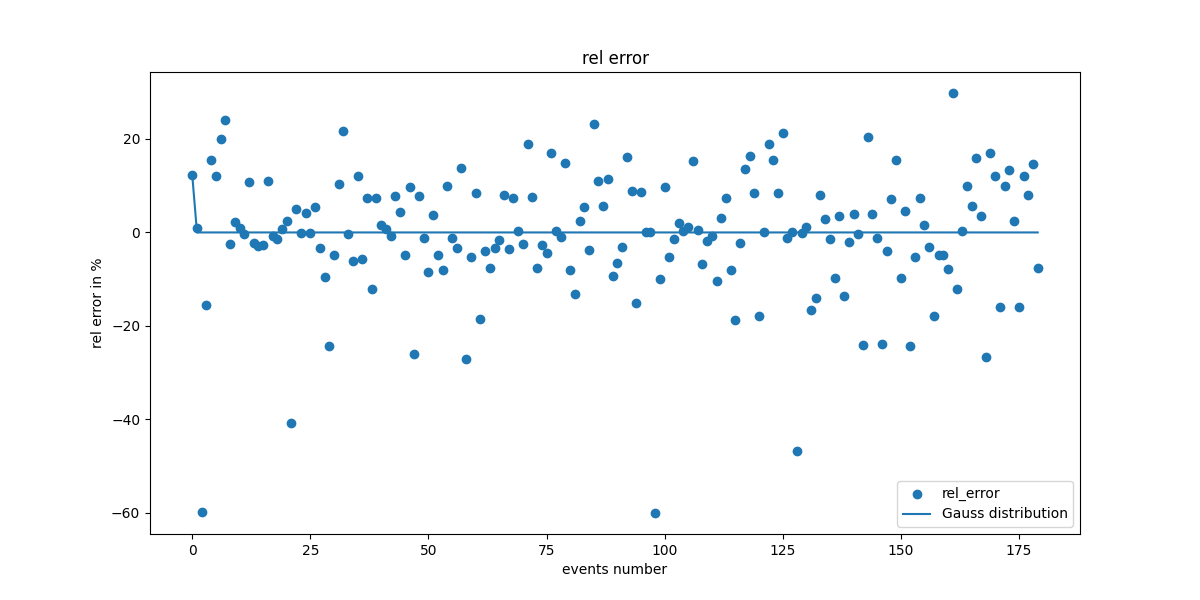 rel error
20
0
−20
−40
−60
rel error in %
0 25 50 75 100 125 150 175
events number
rel_error
Gauss distribution